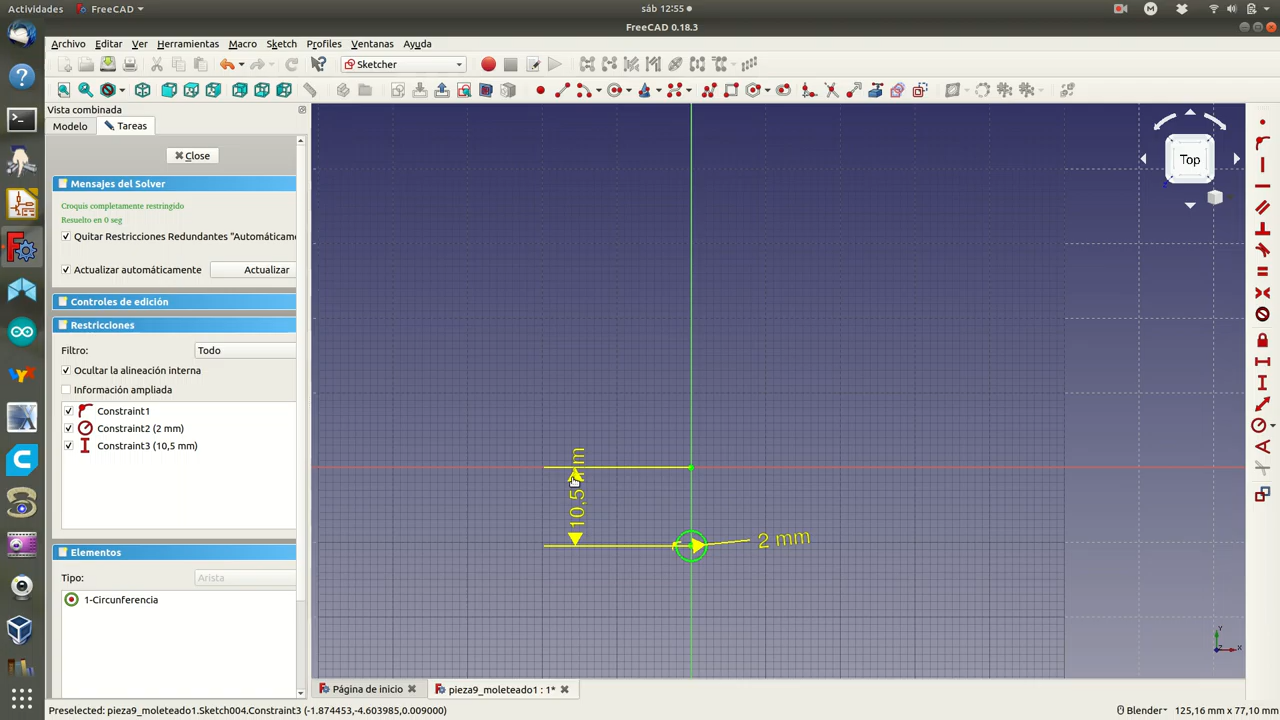 Actividades
FreeCAD
sáb 12:55
FreeCAD 0.18.3
Archivo Editar Ver Herramientas Macro Sketch Profiles Ventanas Ayuda
Sketcher
Vista combinada
Modelo Tareas
Close
Mensajes del Solver
Croquis completamente restringido
Resuelto en 0 seg
Quitar Restricciones Redundantes "Automáticame
Actualizar automáticamente Actualizar
Controles de edición
Restricciones
Filtro: Todo
Ocultar la alineación interna
Información ampliada
Constraint1
Constraint2 (2 mm)
Constraint3 (10,5 mm)
Elementos
Tipo: Arista
1-Circunferencia
Top
2 mm
Y
X
Página de inicio
pieza9_moleteado1 : 1*
Preselected: pieza9_moleteado1.Sketch004.Constraint3 (-1.874453,-4.603985,0.009000)
Blender
125,16 mm x 77,10 mm